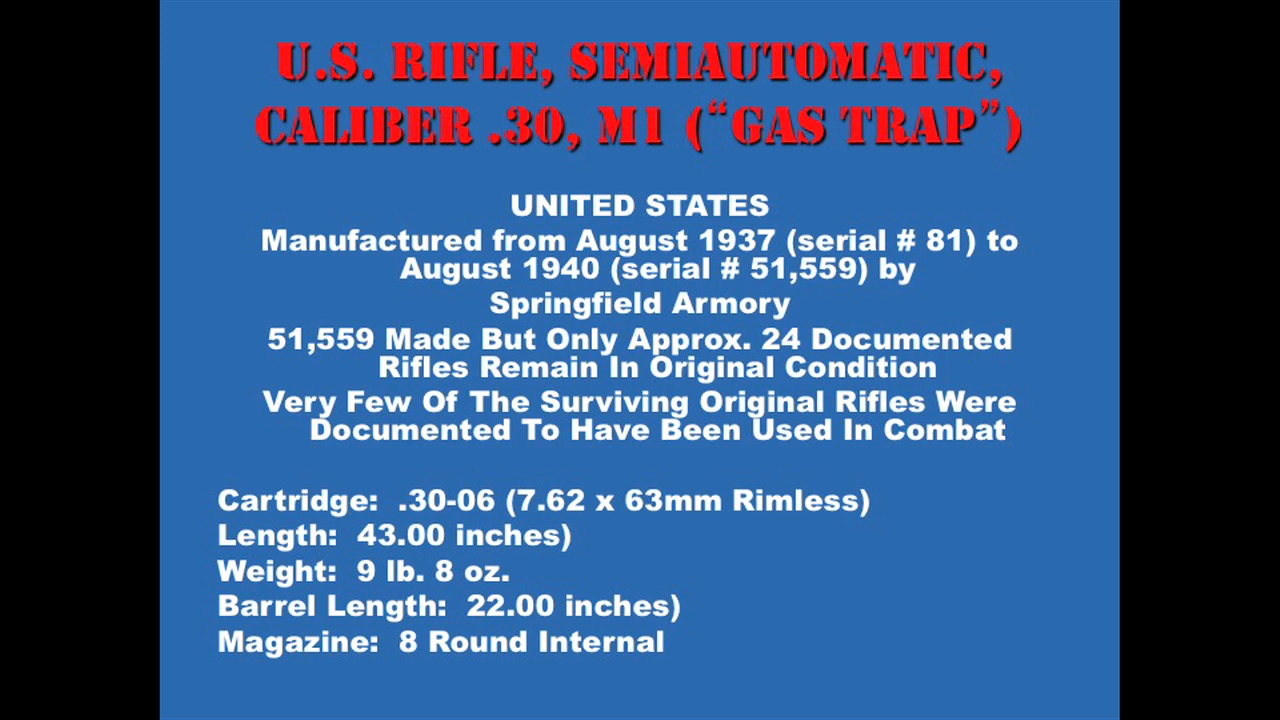 U.S. RIFLE, SEMIAUTOMATIC,
CALIBER .30, M1 (“GAS TRAP”)
UNITED STATES
Manufactured from August 1937 (serial # 81) to
August 1940 (serial # 51,559) by
Springfield Armory
51,559 Made But Only Approx. 24 Documented
Rifles Remain In Original Condition
Very Few Of The Surviving Original Rifles Were
Documented To Have Been Used In Combat
Cartridge:  .30-06 (7.62 x 63mm Rimless)
Length:  43.00 inches)
Weight:  9 lb. 8 oz.
Barrel Length:  22.00 inches)
Magazine:  8 Round Internal